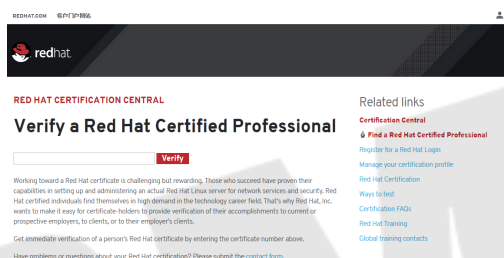 REDHAT.COM 客户门户网站
redhat.
RED HAT CERTIFICATION CENTRAL
Verify a Red Hat Certified Professional
Verify
Working toward a Red Hat certificate is challenging but rewarding. Those who succeed have proven their
capabilities in setting up and administering an actual Red Hat Linux server for network services and security. Red
Hat certified individuals find themselves in high demand in the technology career field. That's why Red Hat, Inc.
wants to make it easy for certificate-holders to provide verification of their accomplishments to current or
prospective employers, to clients, or to their employer's clients.
Get immediate verification of a person's Red Hat certificate by entering the certificate number above.
Have problems or questions about your Red Hat certification? Please submit the contact form.
Related links
Certification Central
Find a Red Hat Certified Professional
Register for a Red Hat Login
Manage your certification profile
Red Hat Certification
Ways to test
Certification FAQs
Red Hat Training
Global training contacts